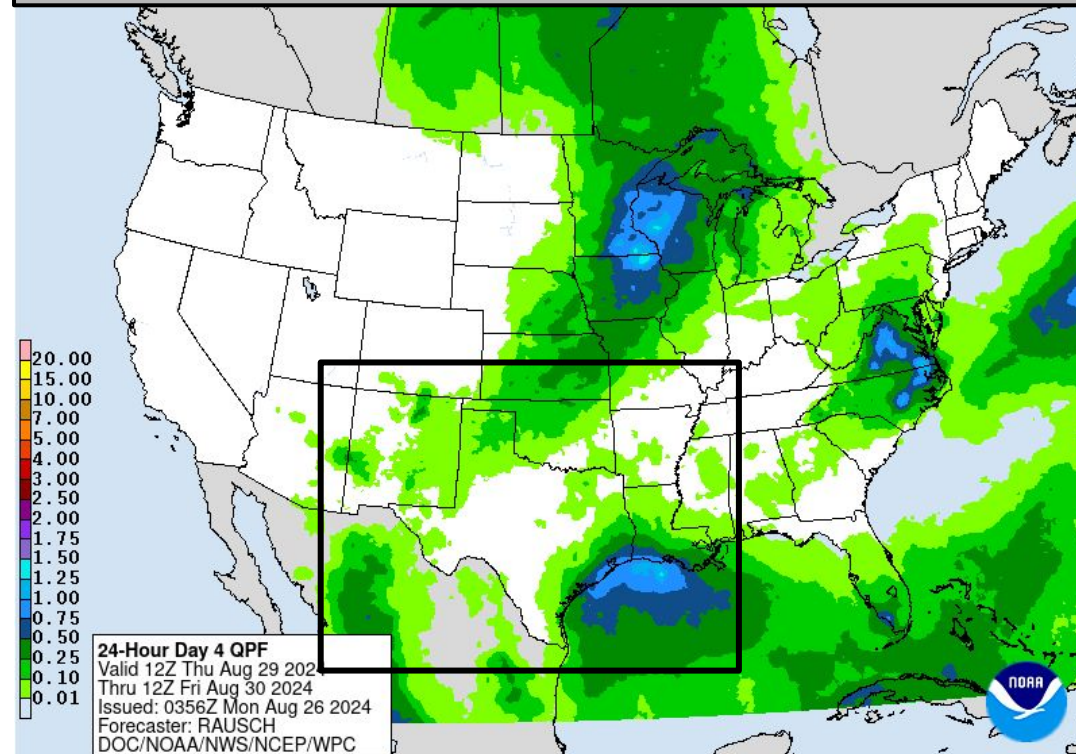 20.00
15.00
10.00
7.00
5.00
4.00
3.00
2.50
2.00
1.75
1.50
1.25
1.00
0.75
0.50
0.25
0.10
0.01
24-Hour Day 4 QPF
Valid 12Z Thu Aug 29 2024
Thru 12Z Fri Aug 30 2024
Issued: 0356Z Mon Aug 26 2024
Forecaster: RAUSCH
DOC/NOAA/NWS/NCEP/WPC
NOAA